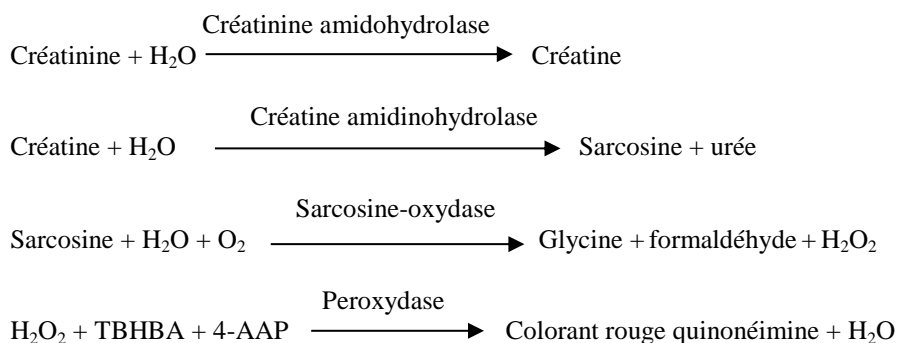 Créatinine amidohydrolase
Créatinine + H₂O Créatine
Créatine amidinohydrolase
Créatine + H₂O Sarcosine + urée
Sarcosine-oxydase
Sarcosine + H₂O + O₂ Glycine + formaldéhyde + H₂O₂
Peroxydase
H₂O₂ + TBHBA + 4-AAP Colorant rouge quinonéimine + H₂O